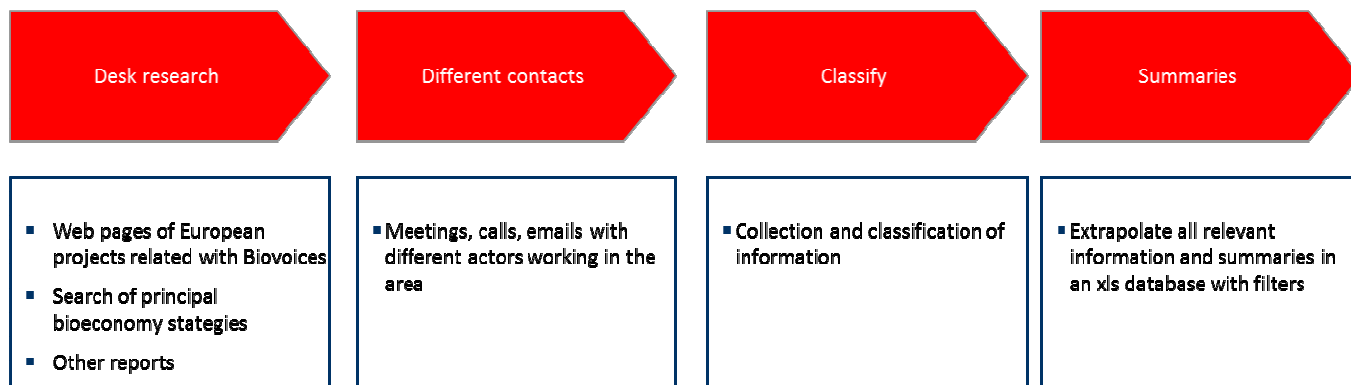 Desk research
Different contacts
Classify
Summaries
Web pages of European
projects related with Biovoices
Search of principal
bioeconomy stategies
Other reports
Meetings, calls, emails with
different actors working in the
area
Collection and classification of
information
Extrapolate all relevant
information and summaries in
an xls database with filters